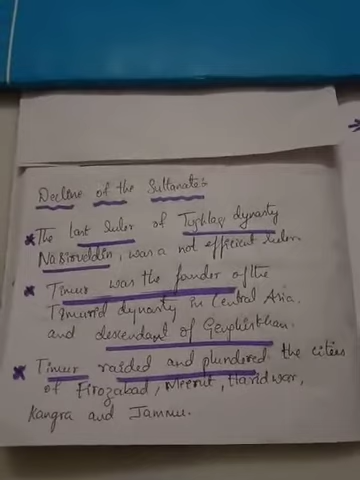 Decline of the Sultanate:
* The last ruler of Tughlaq dynasty
Nasiruddin, was a not efficient ruler.
* Timur was the founder of the
Timurid dynasty in Central Asia.
and descendant of Genghiskhan.
* Timur raided and plundered the cities
of Firozabad, Meerut, Haridwar,
Kangra and Jammu.